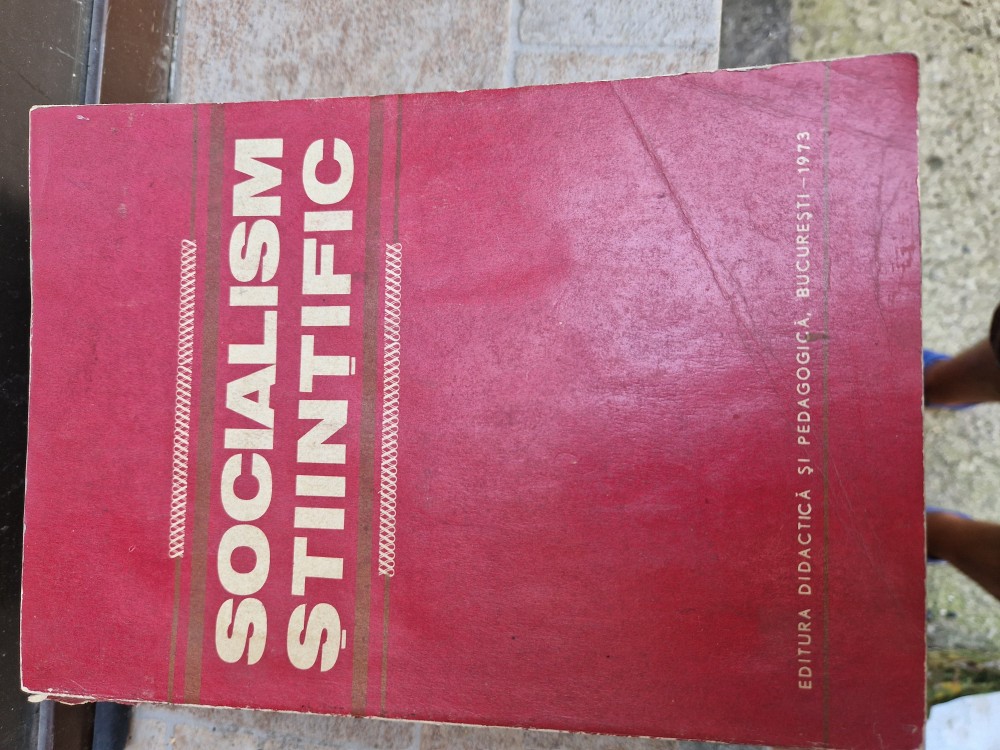 SOCIALISM
ȘTIINȚIFIC
EDITURA DIDACTICĂ ȘI PEDAGOGICĂ, BUCUREȘTI – 1973